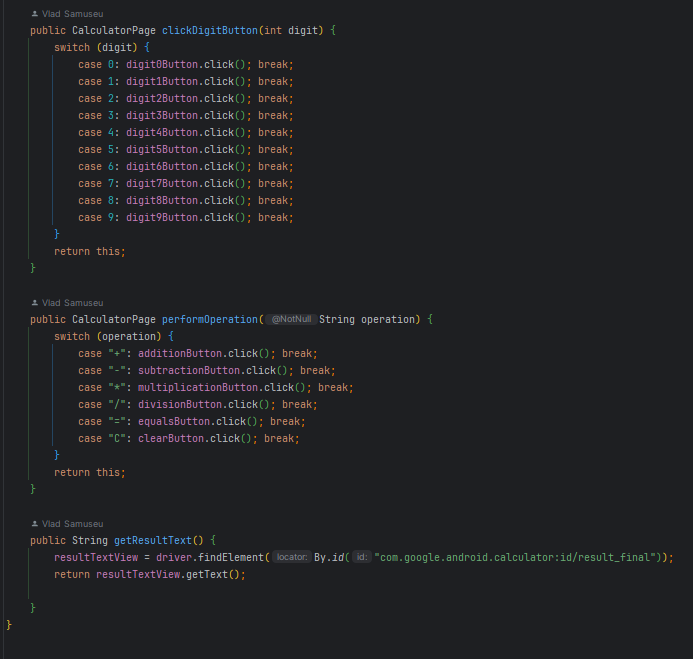 Vlad Samuseu
public CalculatorPage clickDigitButton(int digit) {
switch (digit) {
case 0: digit0Button.click(); break;
case 1: digit1Button.click(); break;
case 2: digit2Button.click(); break;
case 3: digit3Button.click(); break;
case 4: digit4Button.click(); break;
case 5: digit5Button.click(); break;
case 6: digit6Button.click(); break;
case 7: digit7Button.click(); break;
case 8: digit8Button.click(); break;
case 9: digit9Button.click(); break;
}
return this;
}
Vlad Samuseu
public CalculatorPage performOperation( @NotNull String operation) {
switch (operation) {
case "+": additionButton.click(); break;
case "-": subtractionButton.click(); break;
case "*": multiplicationButton.click(); break;
case "/": divisionButton.click(); break;
case "=": equalsButton.click(); break;
case "C": clearButton.click(); break;
}
return this;
}
Vlad Samuseu
public String getResultText() {
resultTextView = driver.findElement( locator: By.id( id: "com.google.android.calculator:id/result_final"));
return resultTextView.getText();
}
}